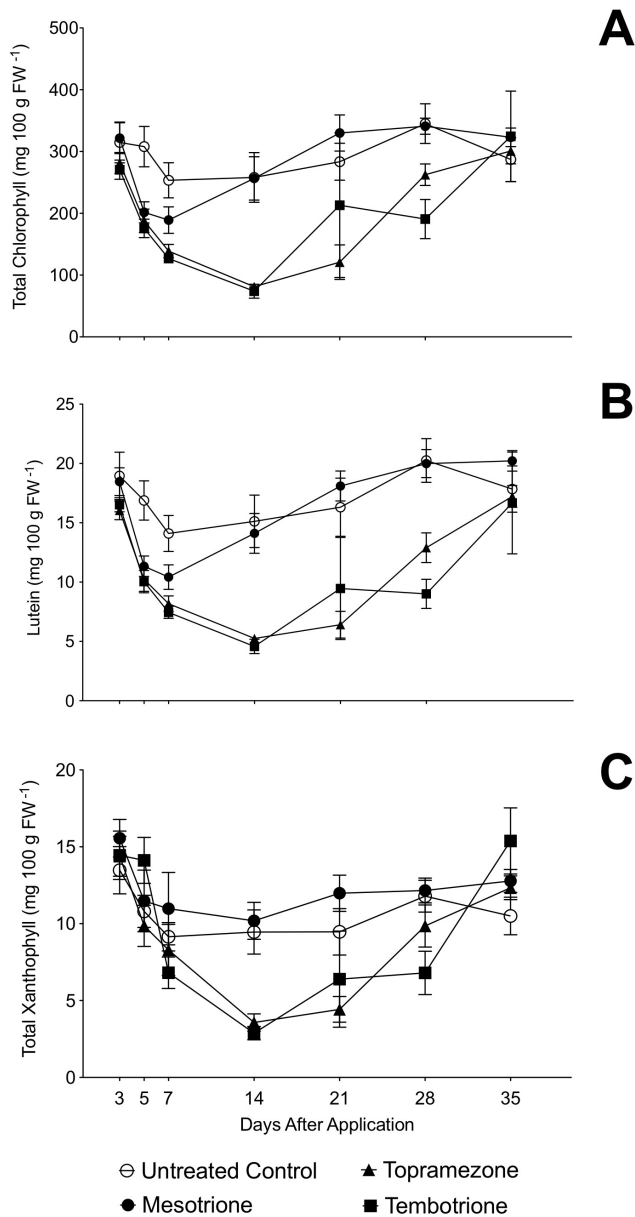 A
Total Chlorophyll (mg 100 g FW⁻¹)
500
400
300
200
100
0
B
Lutein (mg 100 g FW⁻¹)
25
20
15
10
5
0
C
Total Xanthophyll (mg 100 g FW⁻¹)
20
15
10
5
0
3 5 7 14 21 28 35
Days After Application
Untreated Control
Topramezone
Mesotrione
Tembotrione